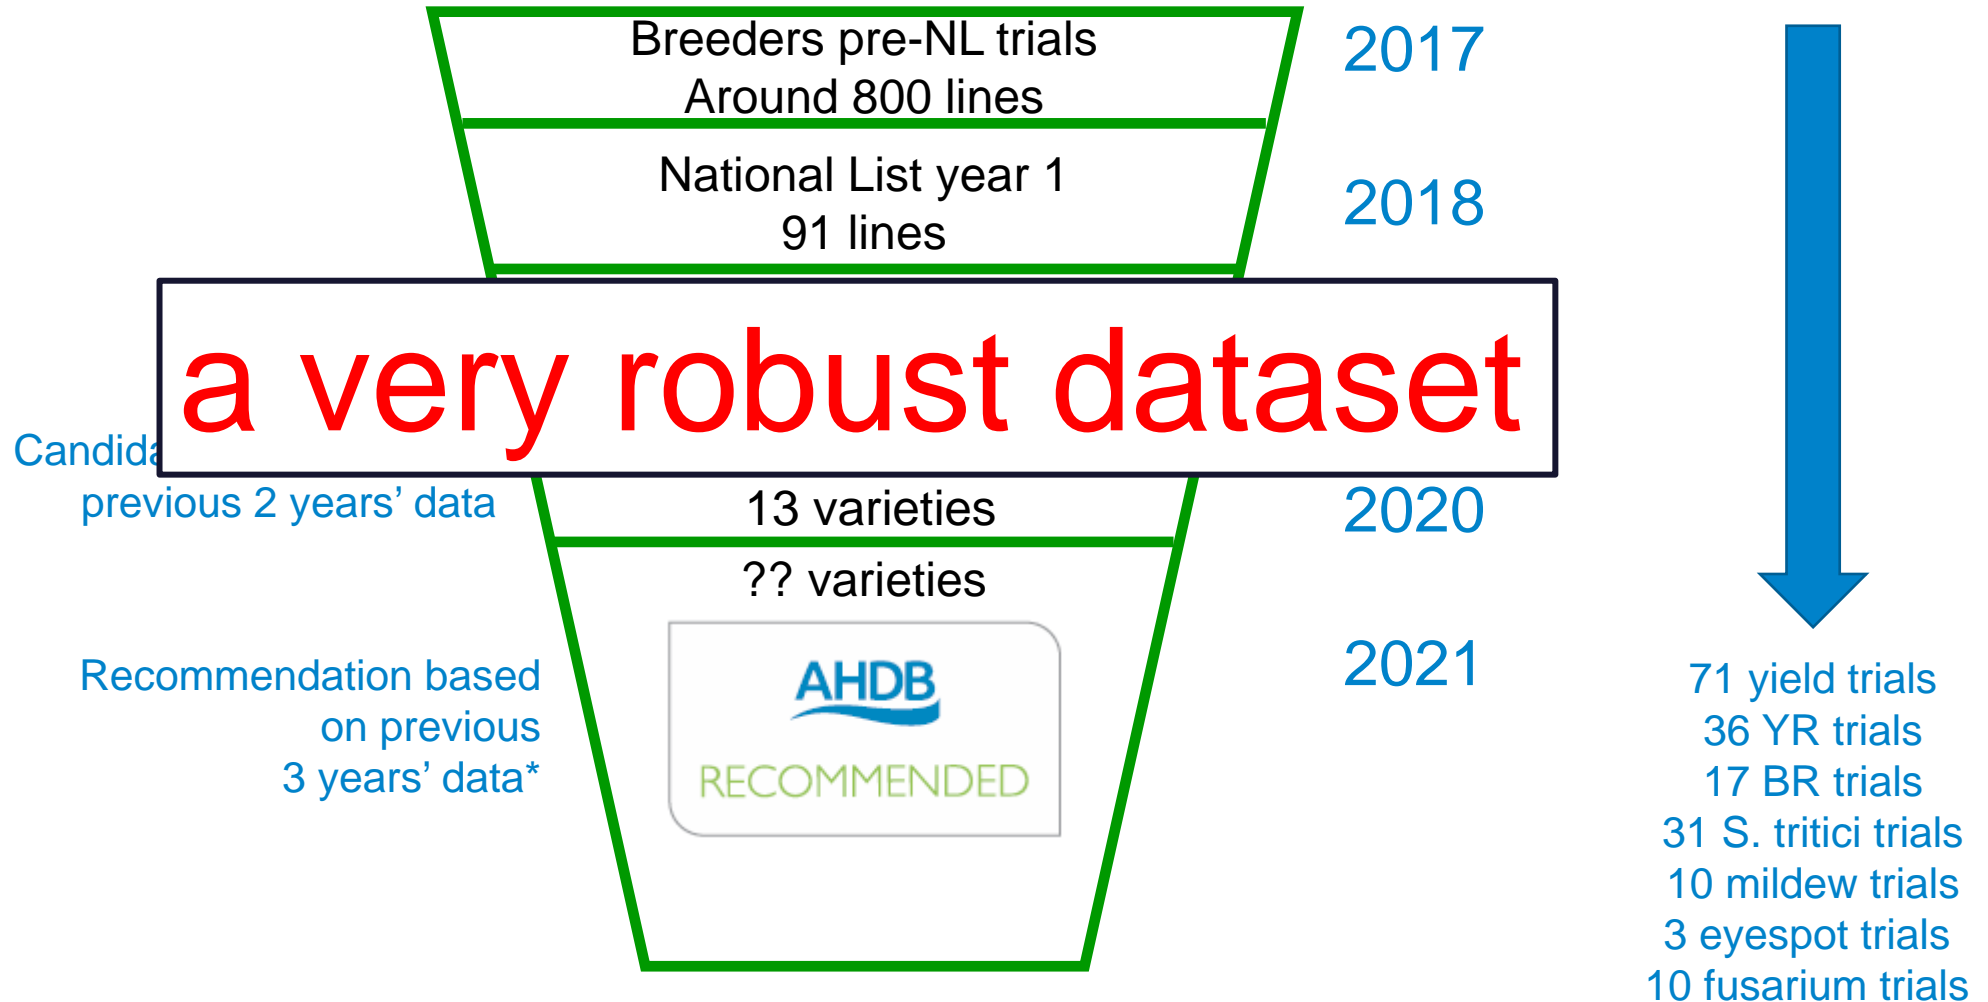 Breeders pre-NL trials
Around 800 lines
2017
National List year 1
91 lines
2018
a very robust dataset
previous 2 years’ data
13 varieties
2020
?? varieties
Recommendation based
on previous
3 years’ data*
AHDB
RECOMMENDED
2021
71 yield trials
36 YR trials
17 BR trials
31 S. tritici trials
10 mildew trials
3 eyespot trials
10 fusarium trials